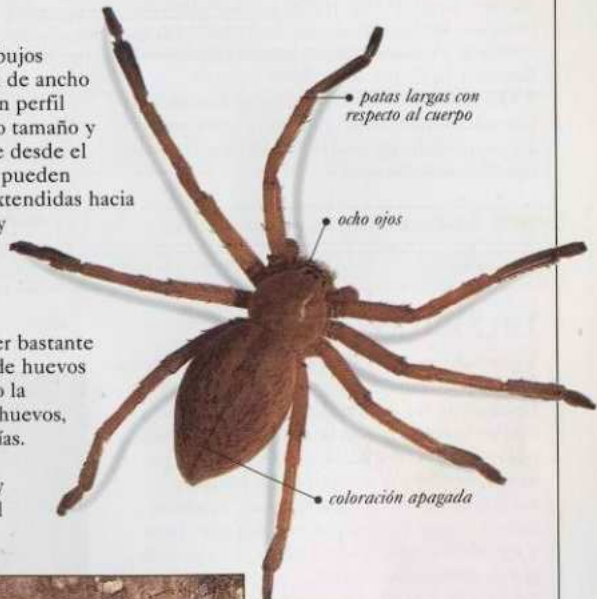 bujos
de ancho
n perfil
o tamaño y
e desde el
pueden
xtendidas hacia
y
er bastante
de huevos
o la
huevos,
ías.
y
l
patas largas con
respecto al cuerpo
ocho ojos
coloración apagada